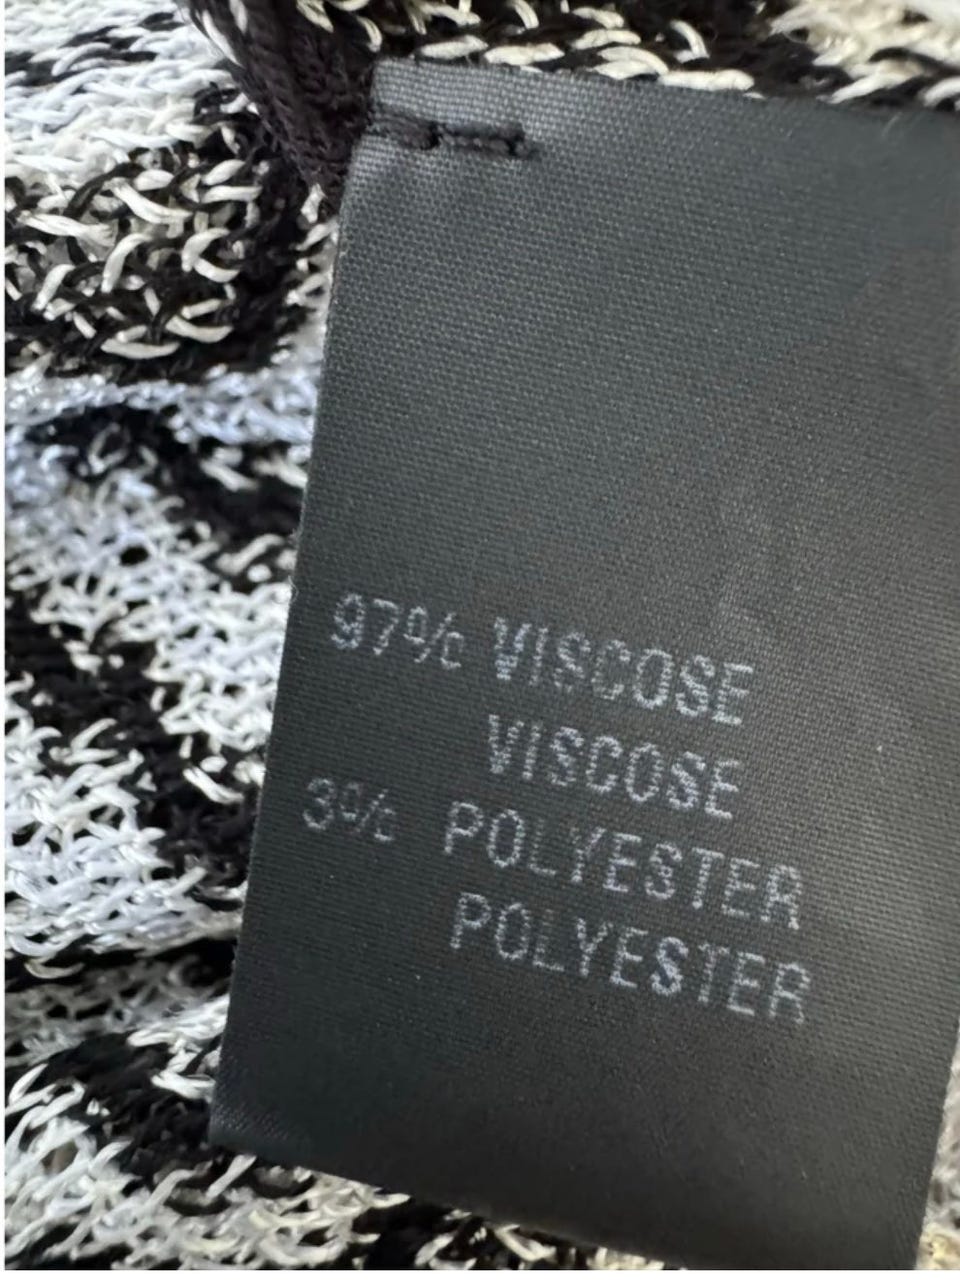 97% VISCOSE
VISCOSE
3% POLYESTER
POLYESTER